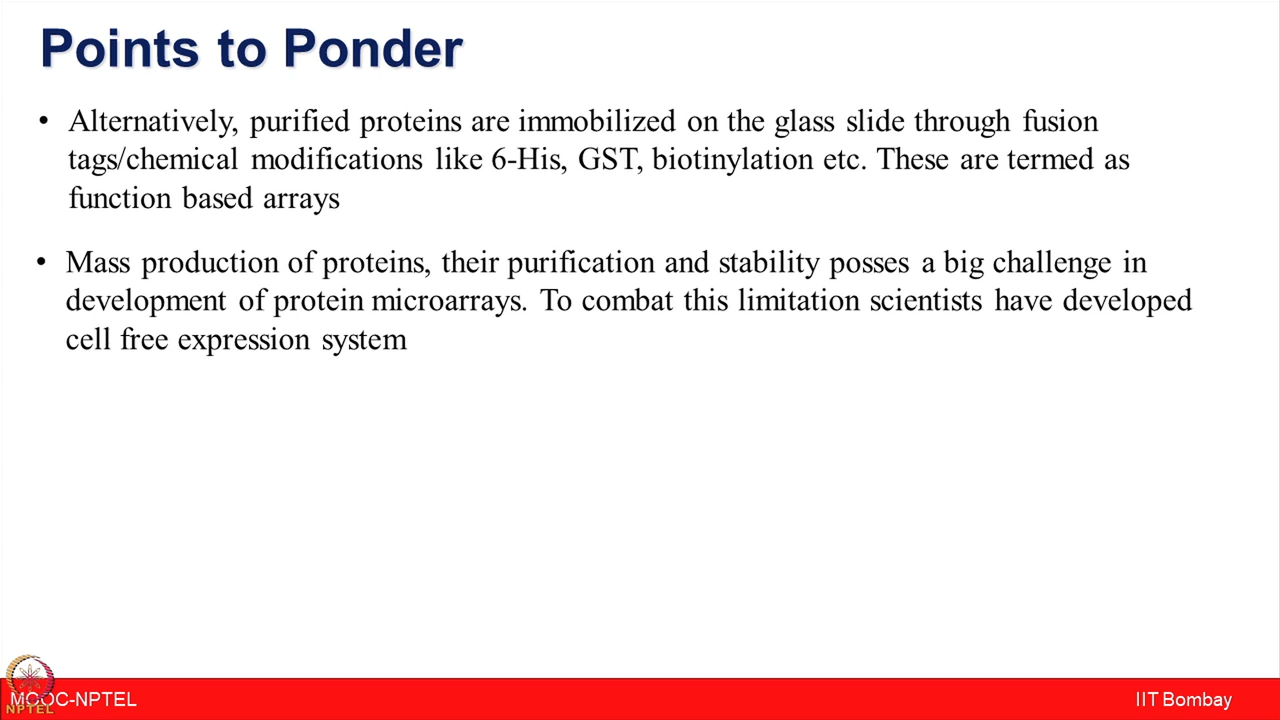 Points to Ponder
• Alternatively, purified proteins are immobilized on the glass slide through fusion
tags/chemical modifications like 6-His, GST, biotinylation etc. These are termed as
function based arrays
• Mass production of proteins, their purification and stability posses a big challenge in
development of protein microarrays. To combat this limitation scientists have developed
cell free expression system
MOOC-NPTEL
NPTEL
IIT Bombay